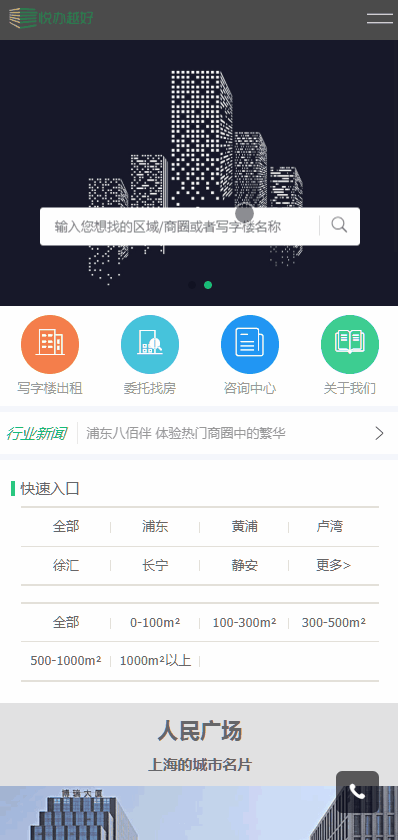 悦办越好
输入您想找的区域/商圈或者写字楼名称
写字楼出租 委托找房 咨询中心 关于我们
行业新闻 浦东八佰伴 体验热门商圈中的繁华
快速入口
全部 浦东 黄浦 卢湾
徐汇 长宁 静安 更多>
全部 0-100m² 100-300m² 300-500m²
500-1000m² 1000m²以上
人民广场
上海的城市名片
博瑞大厦